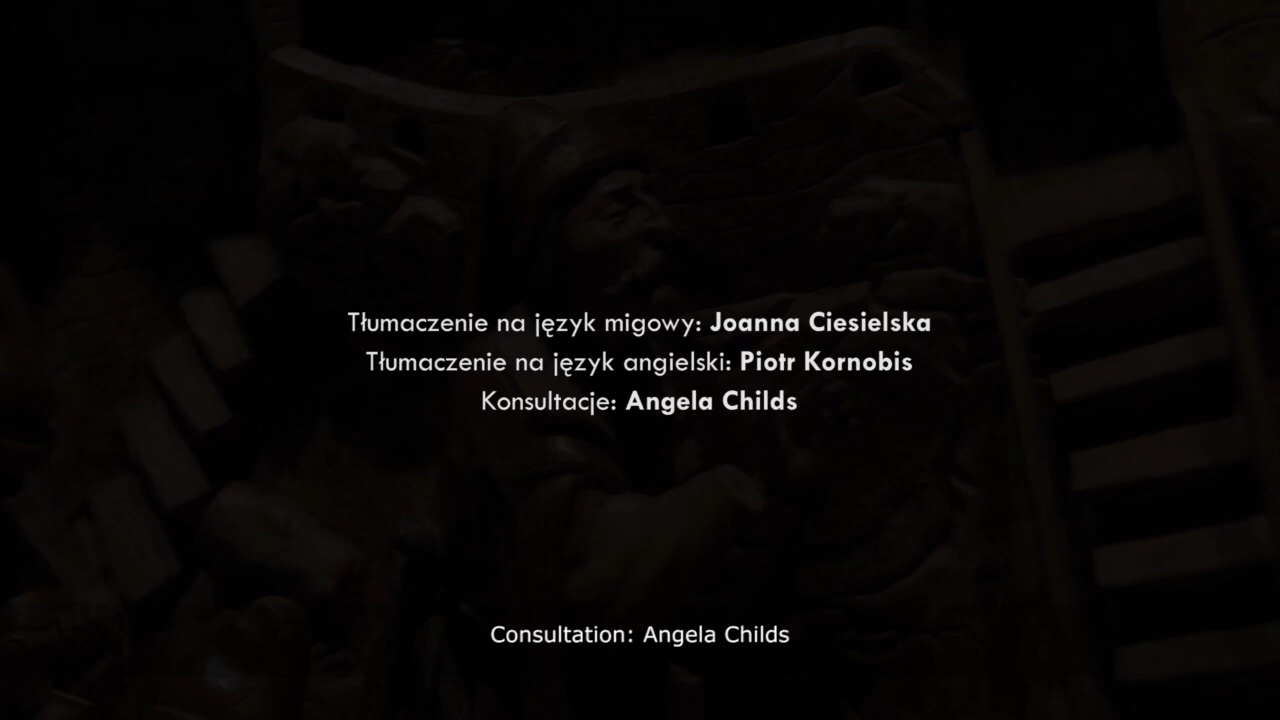 Tłumaczenie na język migowy: Joanna Ciesielska
Tłumaczenie na język angielski: Piotr Kornobis
Konsultacje: Angela Childs
Consultation: Angela Childs